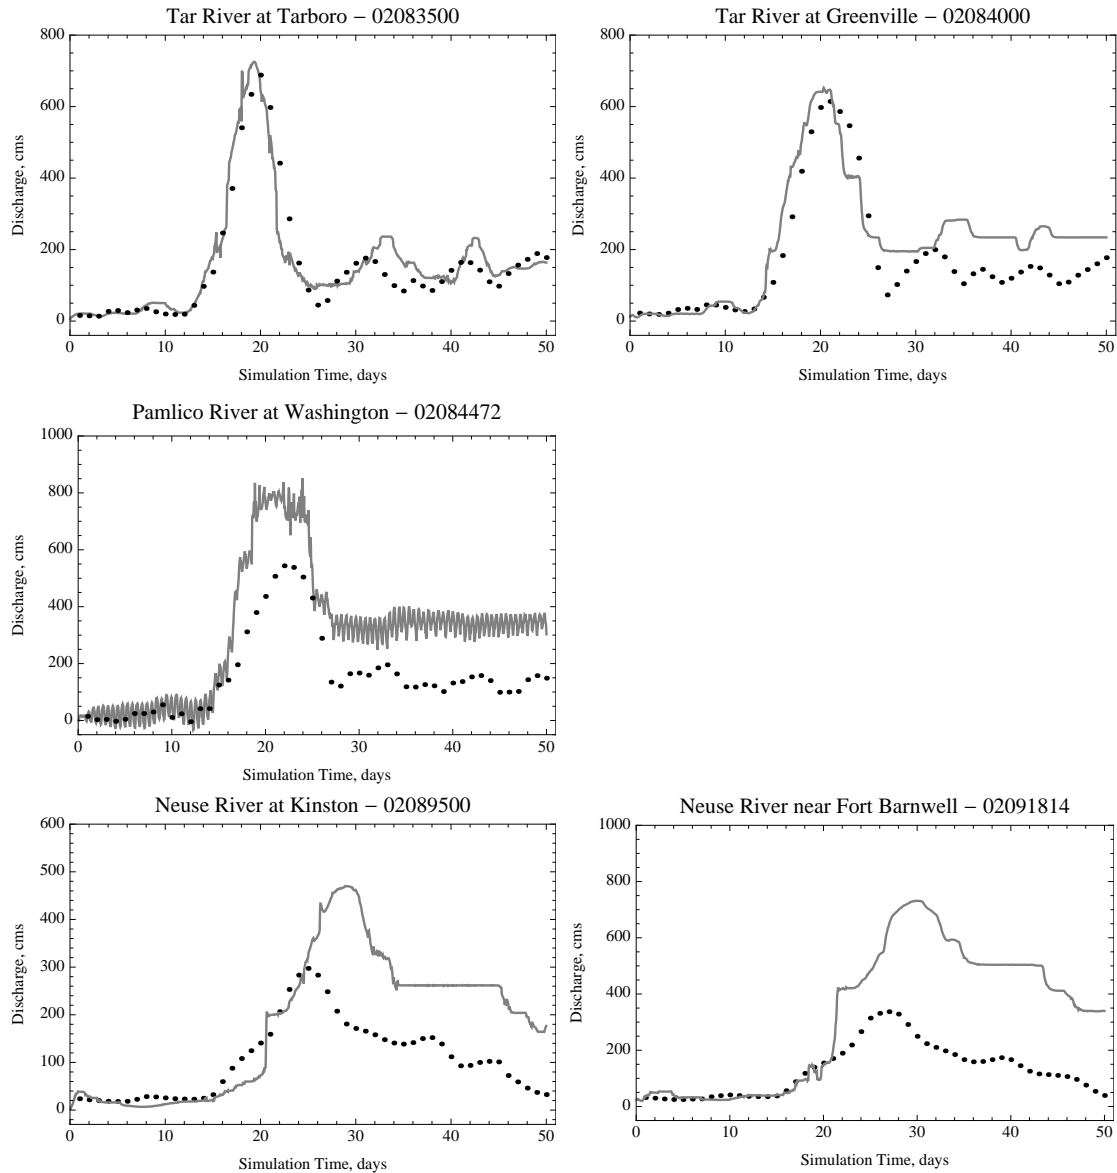 Tar River at Tarboro − 02083500
800
600
400
200
0
Discharge, cms
0 10 20 30 40 50
Simulation Time, days
Tar River at Greenville − 02084000
800
600
400
200
0
Discharge, cms
0 10 20 30 40 50
Simulation Time, days
Pamlico River at Washington − 02084472
1000
800
600
400
200
0
Discharge, cms
0 10 20 30 40 50
Simulation Time, days
Neuse River at Kinston − 02089500
600
500
400
300
200
100
0
Discharge, cms
0 10 20 30 40 50
Simulation Time, days
Neuse River near Fort Barnwell − 02091814
1000
800
600
400
200
0
Discharge, cms
0 10 20 30 40 50
Simulation Time, days